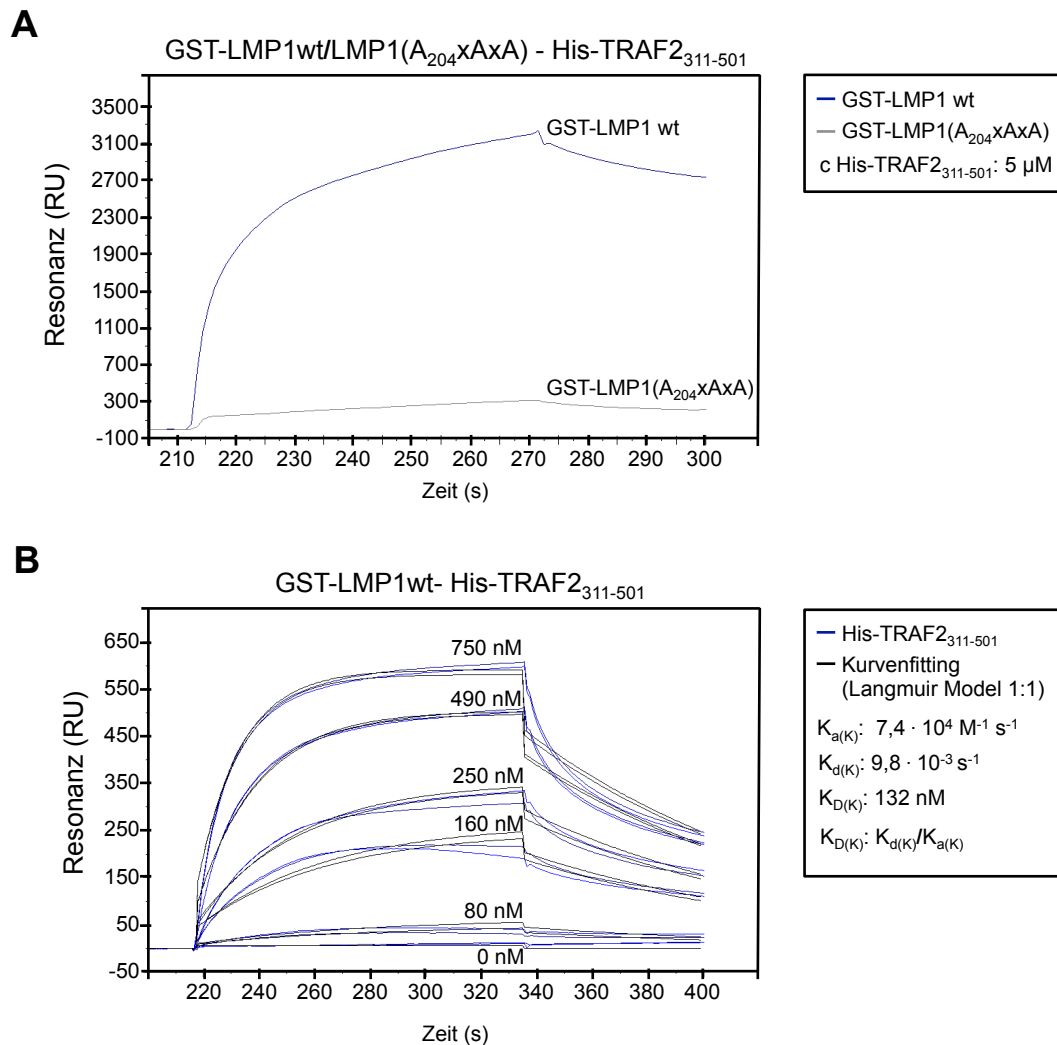 A
GST-LMP1wt/LMP1(A₂₀₄xAxA) - His-TRAF2₃₁₁₋₅₀₁
Resonanz (RU)
3500
3100
2700
2300
1900
1500
1100
700
300
-100
GST-LMP1 wt
GST-LMP1(A₂₀₄xAxA)
210 220 230 240 250 260 270 280 290 300
Zeit (s)
GST-LMP1 wt
GST-LMP1(A₂₀₄xAxA)
c His-TRAF2₃₁₁₋₅₀₁: 5 µM
B
GST-LMP1wt- His-TRAF2₃₁₁₋₅₀₁
Resonanz (RU)
650
550
450
350
250
150
50
-50
750 nM
490 nM
250 nM
160 nM
80 nM
0 nM
220 240 260 280 300 320 340 360 380 400
Zeit (s)
His-TRAF2₃₁₁₋₅₀₁
Kurvenfitting
(Langmuir Model 1:1)
Kₐ₍K₎: 7,4 · 10⁴ M⁻¹ s⁻¹
K_d(K): 9,8 · 10⁻³ s⁻¹
K_D(K): 132 nM
K_D(K): K_d(K)/K_a(K)